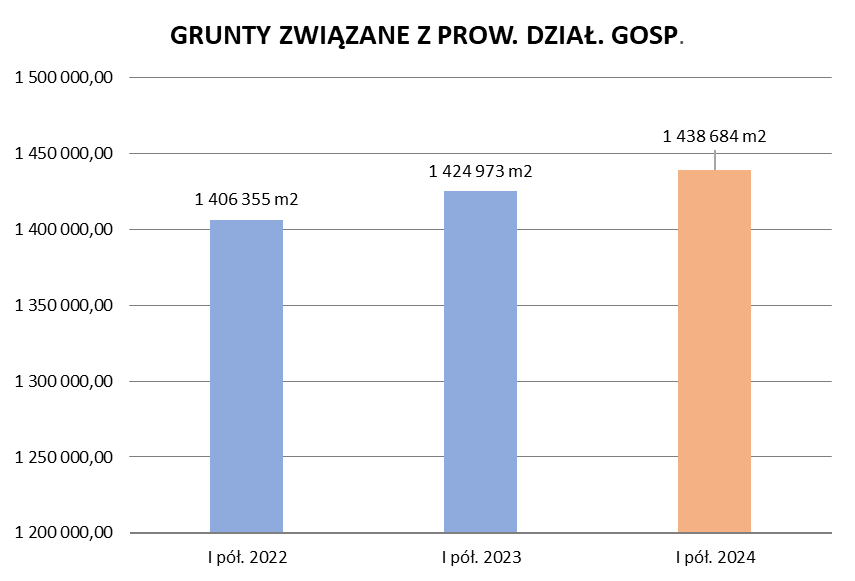 GRUNTY ZWIĄZANE Z PROW. DZIAŁ. GOSP.
1 500 000,00
1 450 000,00
1 400 000,00
1 350 000,00
1 300 000,00
1 250 000,00
1 200 000,00
1 406 355 m2
1 424 973 m2
1 438 684 m2
I pół. 2022
I pół. 2023
I pół. 2024